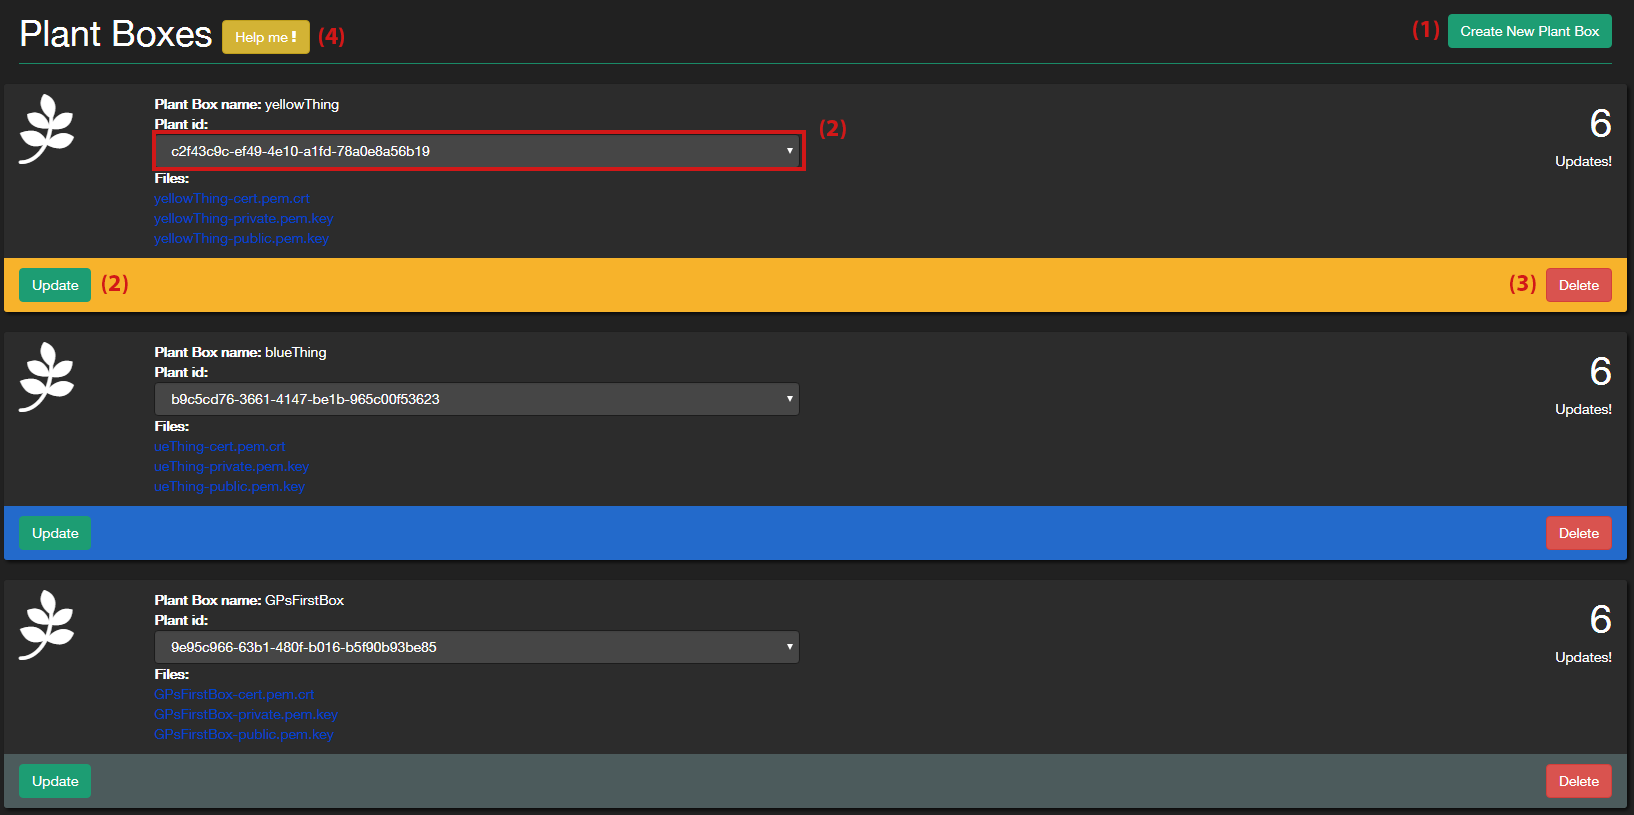 Plant Boxes Help me! (4) (1) Create New Plant Box
Plant Box name: yellowThing
Plant id:
(2)
c2f43c9c-ef49-4e10-a1fd-78a0e8a56b19
6
Updates!
Files:
yellowThing-cert.pem.crt
yellowThing-private.pem.key
yellowThing-public.pem.key
Update (2) (3) Delete
Plant Box name: blueThing
Plant id:
b9c5cd76-3661-4147-be1b-965c00f53623
6
Updates!
Files:
ueThing-cert.pem.crt
ueThing-private.pem.key
ueThing-public.pem.key
Update Delete
Plant Box name: GPsFirstBox
Plant id:
9e95c966-63b1-480f-b016-b5f90b93be85
6
Updates!
Files:
GPsFirstBox-cert.pem.crt
GPsFirstBox-private.pem.key
GPsFirstBox-public.pem.key
Update Delete